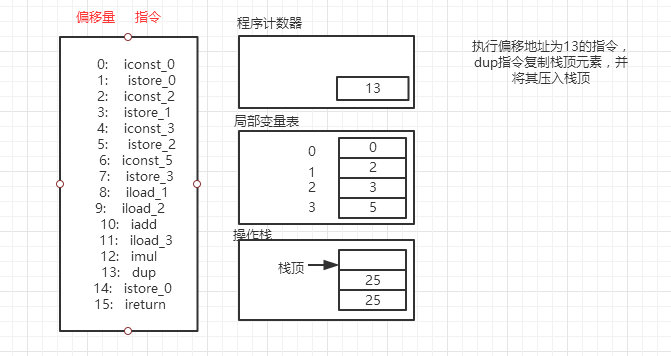 偏移量 指令
0: iconst_0
1: istore_0
2: iconst_2
3: istore_1
4: iconst_3
5: istore_2
6: iconst_5
7: istore_3
8: iload_1
9: iload_2
10: iadd
11: iload_3
12: imul
13: dup
14: istore_0
15: ireturn
程序计数器
13
局部变量表
0 0
1 2
2 3
3 5
操作栈
栈顶
25
25
执行偏移地址为13的指令，
dup指令复制栈顶元素，并
将其压入栈顶